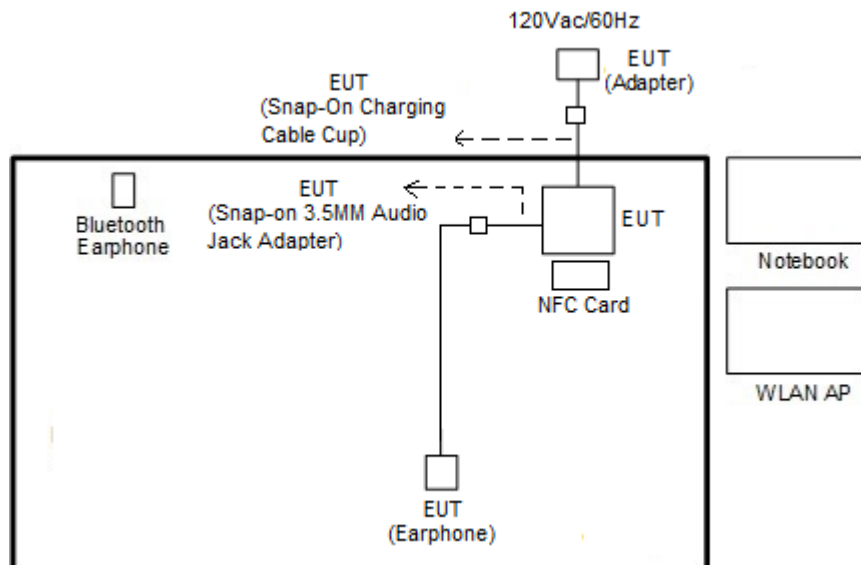 120Vac/60Hz
EUT
(Adapter)
EUT
(Snap-On Charging
Cable Cup)
EUT
(Snap-on 3.5MM Audio
Jack Adapter)
Bluetooth
Earphone
EUT
NFC Card
Notebook
WLAN AP
EUT
(Earphone)